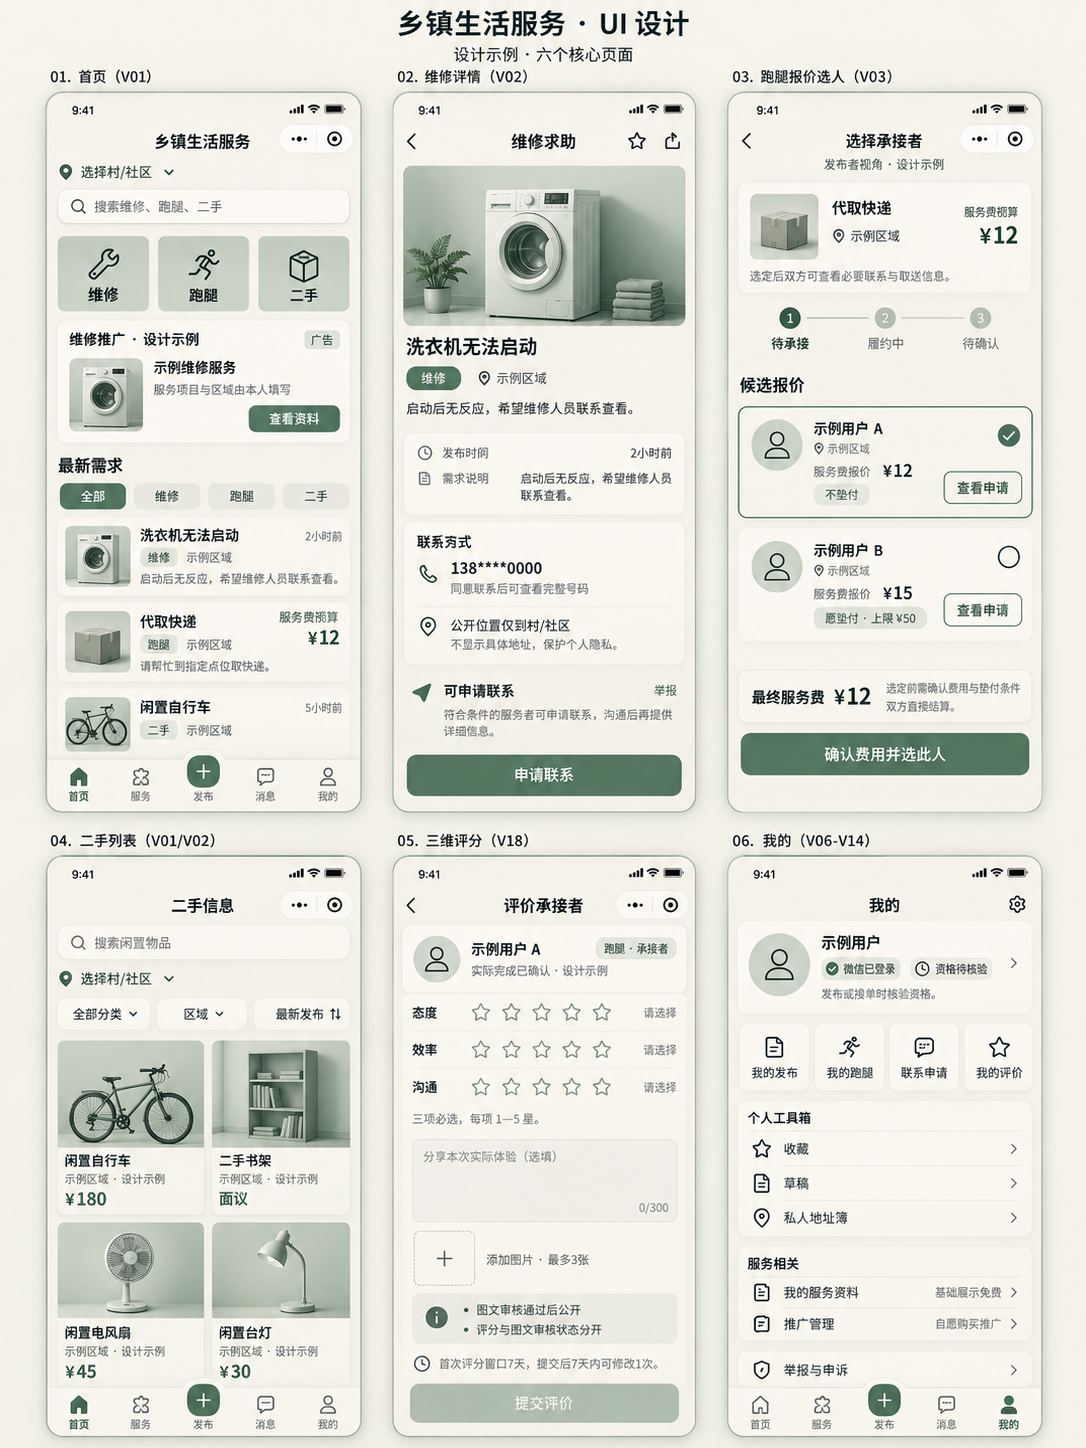 乡镇生活服务 · UI 设计
设计示例 · 六个核心页面
01. 首页（V01）
9:41
乡镇生活服务
选择村/社区
搜索维修、跑腿、二手
维修
跑腿
二手
维修推广 · 设计示例
广告
示例维修服务
服务项目与区域由本人填写
查看资料
最新需求
全部
维修
跑腿
二手
洗衣机无法启动
2小时前
维修
示例区域
启动后无反应，希望维修人员联系查看。
代取快递
服务费预算
跑腿
示例区域
¥12
请帮忙到指定点位取快递。
闲置自行车
5小时前
二手
示例区域
首页
服务
发布
消息
我的
02. 维修详情（V02）
9:41
维修求助
洗衣机无法启动
维修
示例区域
启动后无反应，希望维修人员联系查看。
发布时间
2小时前
需求说明
启动后无反应，希望维修人员
联系查看。
联系方式
138****0000
同意联系后可查看完整号码
公开位置仅到村/社区
不显示具体地址，保护个人隐私。
可申请联系
举报
符合条件的服务者可申请联系，沟通后再提供
详细信息。
申请联系
03. 跑腿报价选人（V03）
9:41
选择承接者
发布者视角 · 设计示例
代取快递
服务费预算
示例区域
¥12
选定后双方可查看必要联系与取送信息。
1
2
3
待承接
履约中
待确认
候选报价
示例用户 A
示例区域
服务费报价 ¥12
不垫付
查看申请
示例用户 B
示例区域
服务费报价 ¥15
愿垫付 · 上限 ¥50
查看申请
最终服务费 ¥12
选定前需确认费用与垫付条件
双方直接结算。
确认费用并选此人
04. 二手列表（V01/V02）
9:41
二手信息
搜索闲置物品
选择村/社区
全部分类
区域
最新发布
闲置自行车
示例区域 · 设计示例
¥180
二手书架
示例区域 · 设计示例
面议
闲置电风扇
示例区域 · 设计示例
¥45
闲置台灯
示例区域 · 设计示例
¥30
首页
服务
发布
消息
我的
05. 三维评分（V18）
9:41
评价承接者
示例用户 A
跑腿 · 承接者
实际完成已确认 · 设计示例
态度
请选择
效率
请选择
沟通
请选择
三项必选，每项 1—5 星。
分享本次实际体验（选填）
0/300
添加图片 · 最多3张
• 图文审核通过后公开
• 评分与图文审核状态分开
首次评分窗口7天，提交后7天内可修改1次。
提交评价
06. 我的（V06-V14）
9:41
我的
示例用户
微信已登录
资格待核验
发布或接单时核验资格。
我的发布
我的跑腿
联系申请
我的评价
个人工具箱
收藏
草稿
私人地址簿
服务相关
我的服务资料
基础展示免费
推广管理
自愿购买推广
举报与申诉
首页
服务
发布
消息
我的